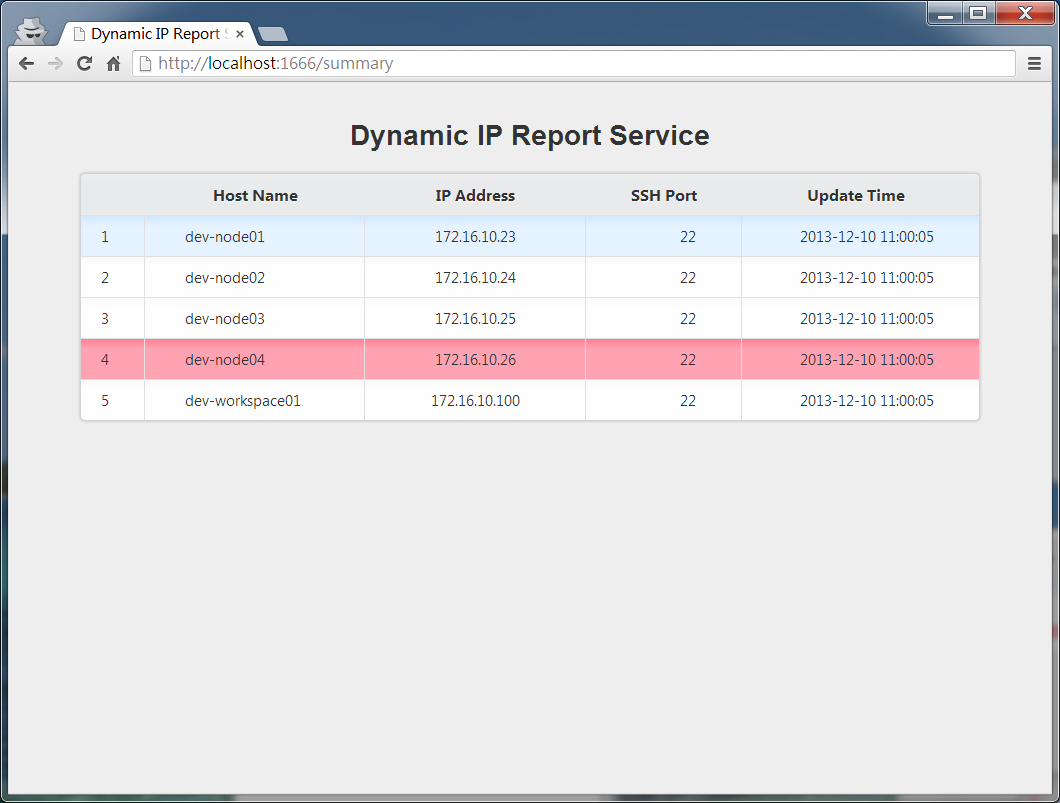 Dynamic IP Report S
http://localhost:1666/summary
Dynamic IP Report Service
Host Name IP Address SSH Port Update Time
1 dev-node01 172.16.10.23 22 2013-12-10 11:00:05
2 dev-node02 172.16.10.24 22 2013-12-10 11:00:05
3 dev-node03 172.16.10.25 22 2013-12-10 11:00:05
4 dev-node04 172.16.10.26 22 2013-12-10 11:00:05
5 dev-workspace01 172.16.10.100 22 2013-12-10 11:00:05